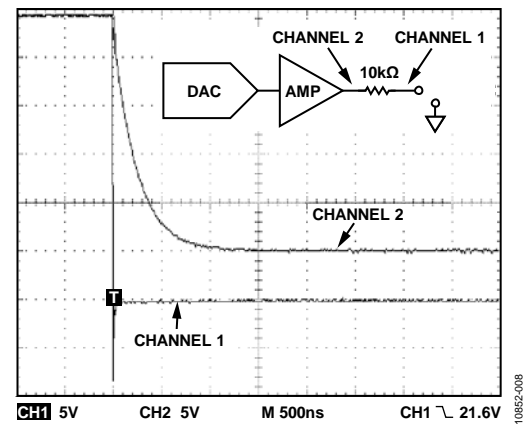 CHANNEL 2 CHANNEL 1
10kΩ
DAC AMP
CHANNEL 2
T
CHANNEL 1
CH1 5V CH2 5V M 500ns CH1 21.6V
10852-008